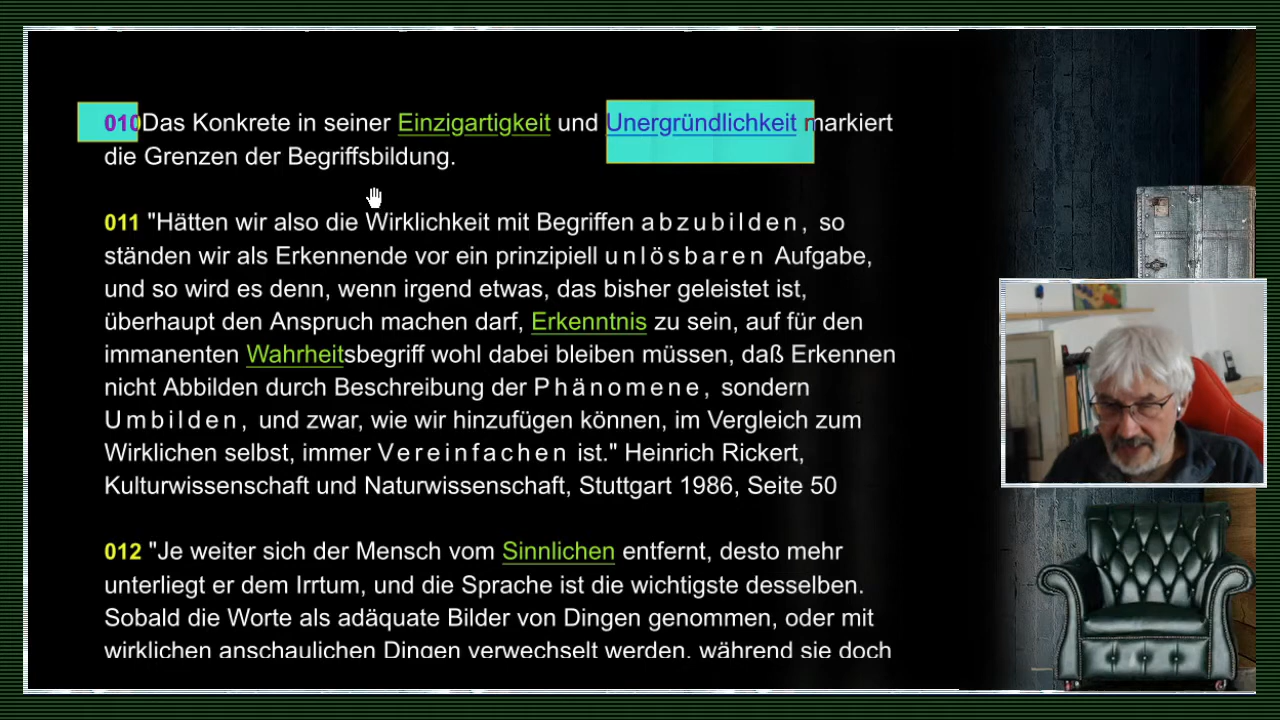 010Das Konkrete in seiner Einzigartigkeit und Unergründlichkeit markiert
die Grenzen der Begriffsbildung.
011 "Hätten wir also die Wirklichkeit mit Begriffen abzubilden, so
ständen wir als Erkennende vor ein prinzipiell unlösbaren Aufgabe,
und so wird es denn, wenn irgend etwas, das bisher geleistet ist,
überhaupt den Anspruch machen darf, Erkenntnis zu sein, auf für den
immanenten Wahrheitsbegriff wohl dabei bleiben müssen, daß Erkennen
nicht Abbilden durch Beschreibung der Phänomene, sondern
Umbilden, und zwar, wie wir hinzufügen können, im Vergleich zum
Wirklichen selbst, immer Vereinfachen ist." Heinrich Rickert,
Kulturwissenschaft und Naturwissenschaft, Stuttgart 1986, Seite 50
012 "Je weiter sich der Mensch vom Sinnlichen entfernt, desto mehr
unterliegt er dem Irrtum, und die Sprache ist die wichtigste desselben.
Sobald die Worte als adäquate Bilder von Dingen genommen, oder mit
wirklichen anschaulichen Dingen verwechselt werden, während sie doch